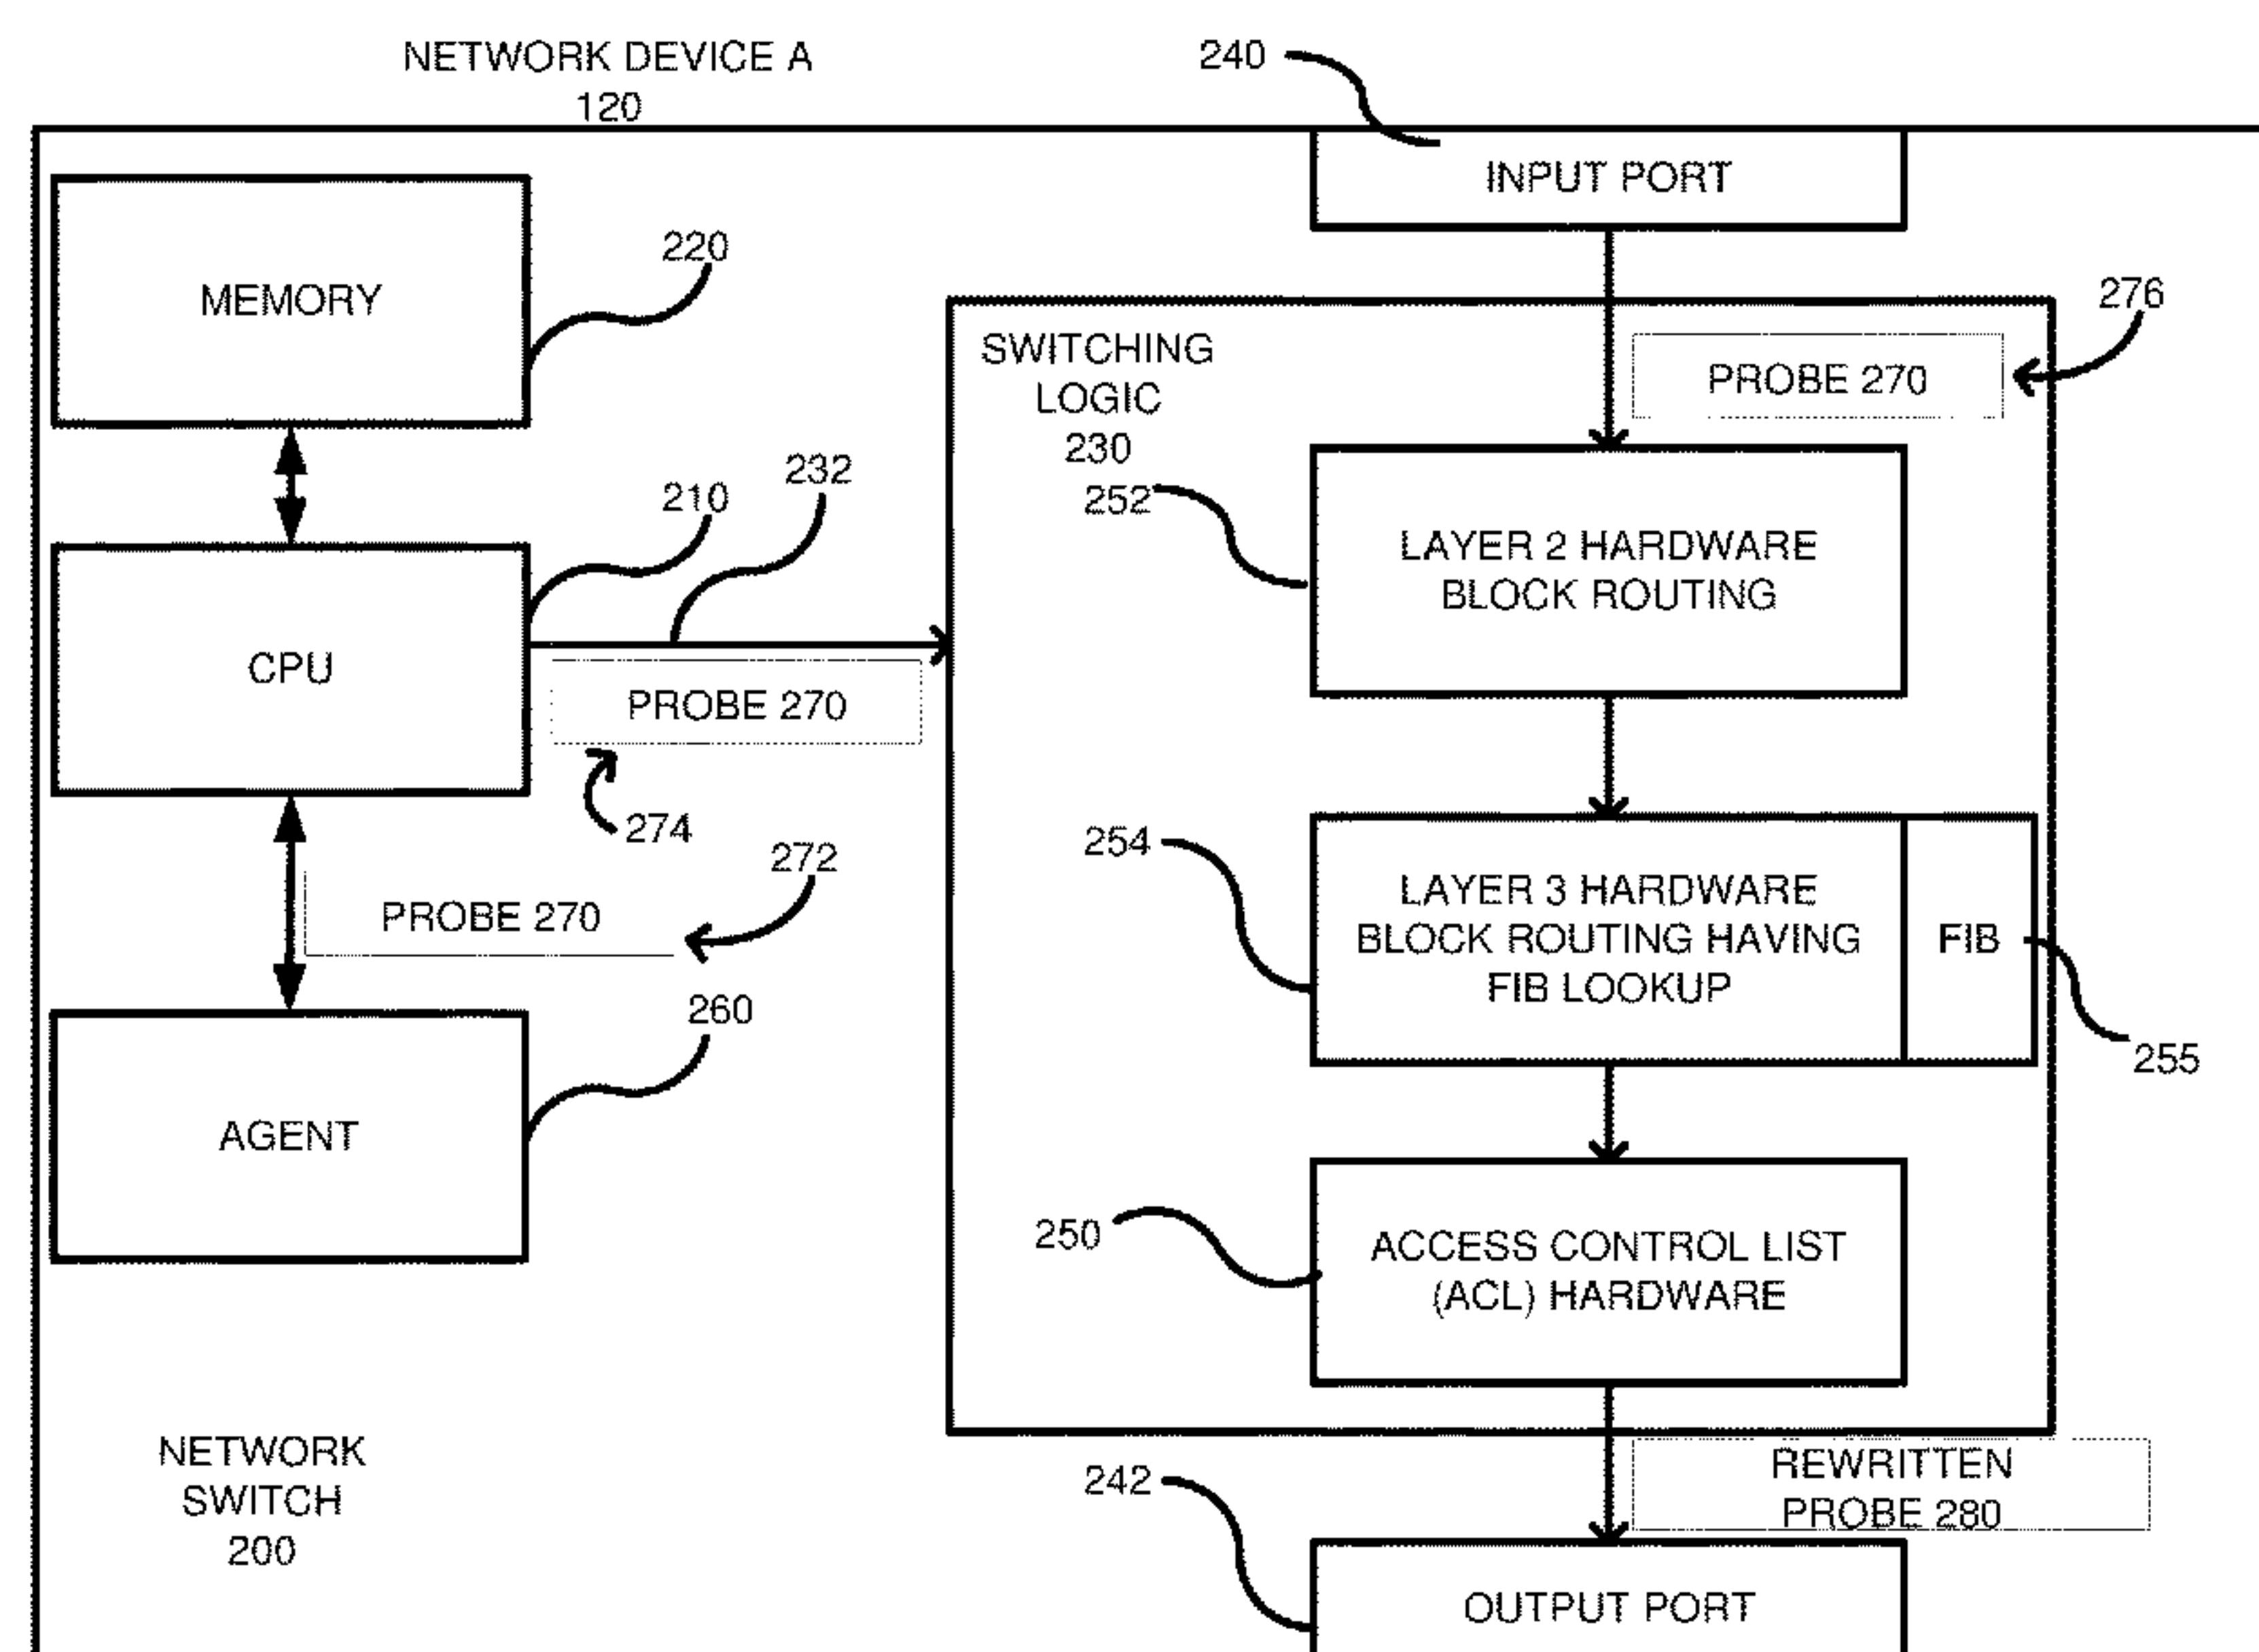 NETWORK DEVICE A
120
240
INPUT PORT
MEMORY
220
276
SWITCHING
LOGIC
230
PROBE 270
252
LAYER 2 HARDWARE
BLOCK ROUTING
210
232
CPU
PROBE 270
274
272
PROBE 270
254
LAYER 3 HARDWARE
BLOCK ROUTING HAVING
FIB LOOKUP
FIB
255
260
AGENT
250
ACCESS CONTROL LIST
(ACL) HARDWARE
NETWORK
SWITCH
200
242
REWRITTEN
PROBE 280
OUTPUT PORT